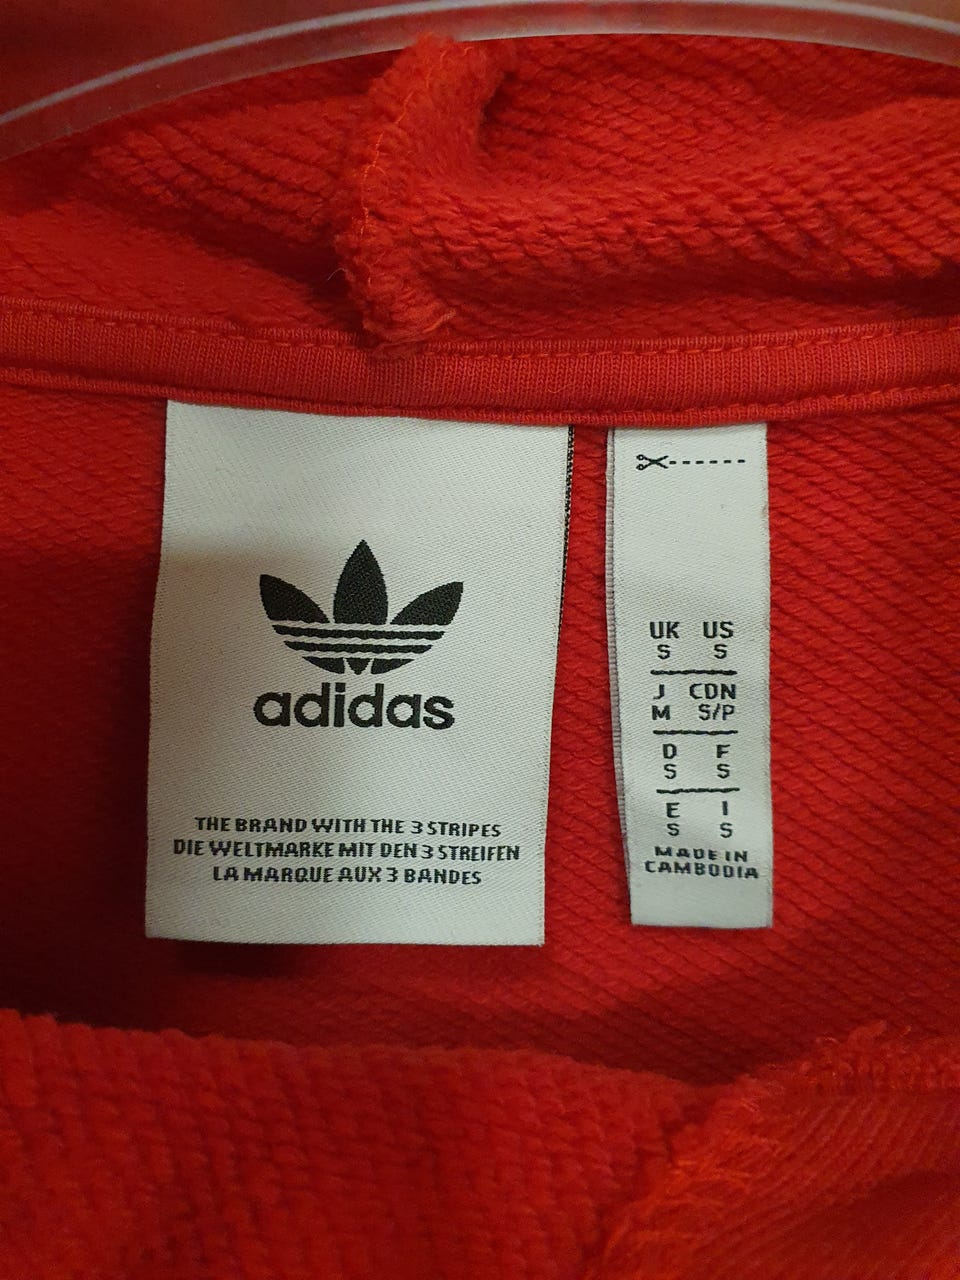 adidas
THE BRAND WITH THE 3 STRIPES
DIE WELTMARKE MIT DEN 3 STREIFEN
LA MARQUE AUX 3 BANDES
UK US
S S
J CDN
M S/P
D F
S S
E I
S S
MADE IN
CAMBODIA